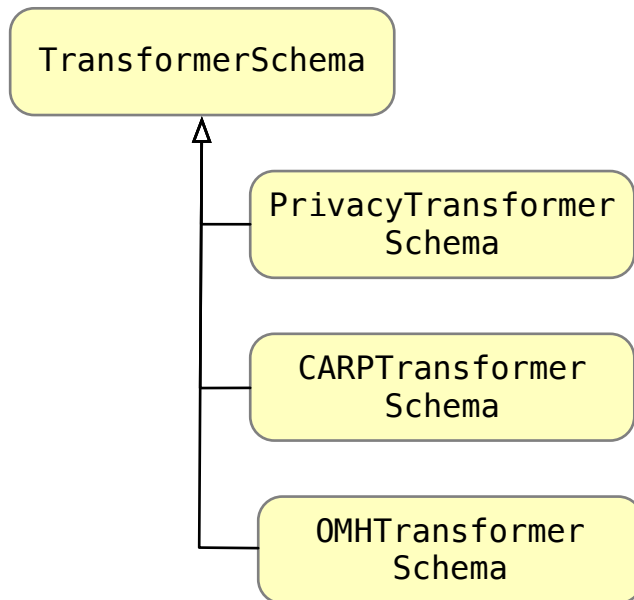 TransformerSchema
PrivacyTransformer
Schema
CARPTransformer
Schema
OMHTransformer
Schema